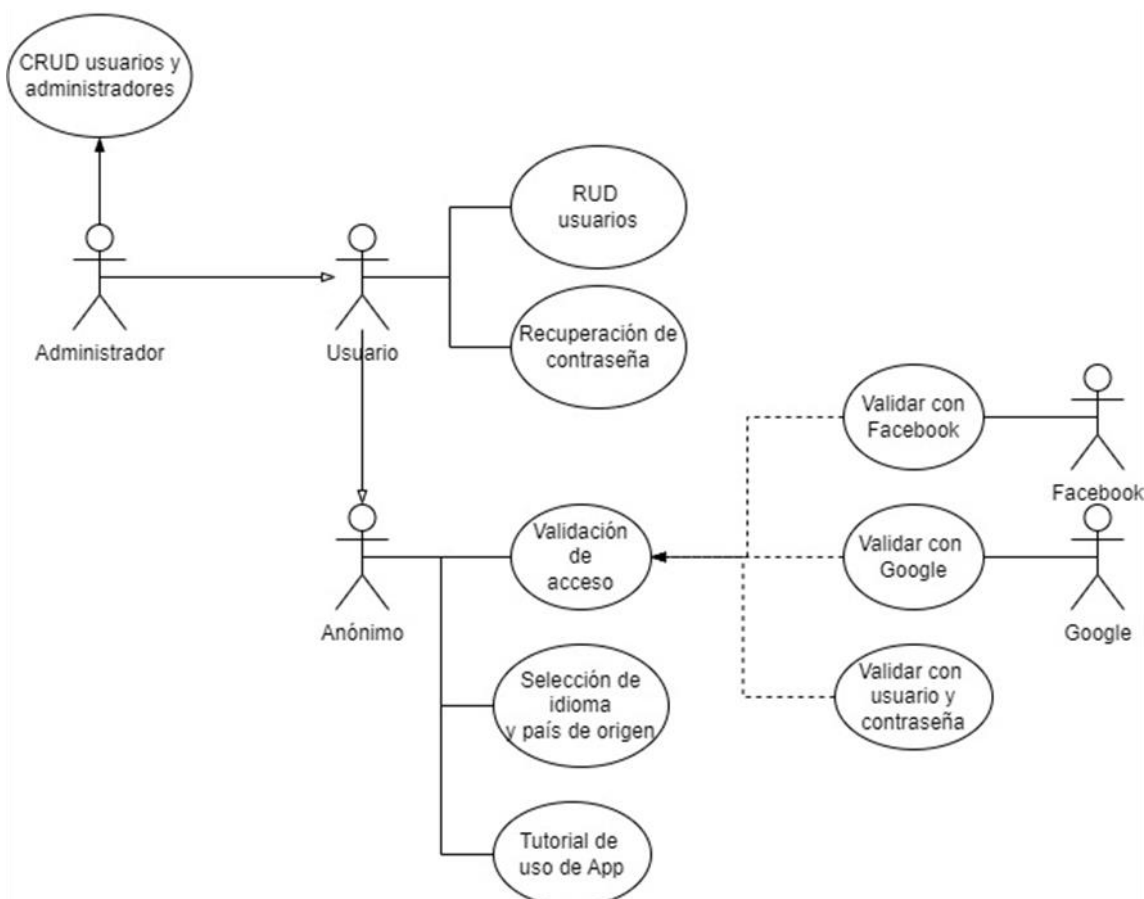 CRUD usuarios y
administradores
RUD
usuarios
Administrador
Usuario
Recuperación de
contraseña
Validar con
Facebook
Facebook
Validación
de
acceso
Validar con
Google
Anónimo
Google
Selección de
idioma
y país de origen
Validar con
usuario y
contraseña
Tutorial de
uso de App